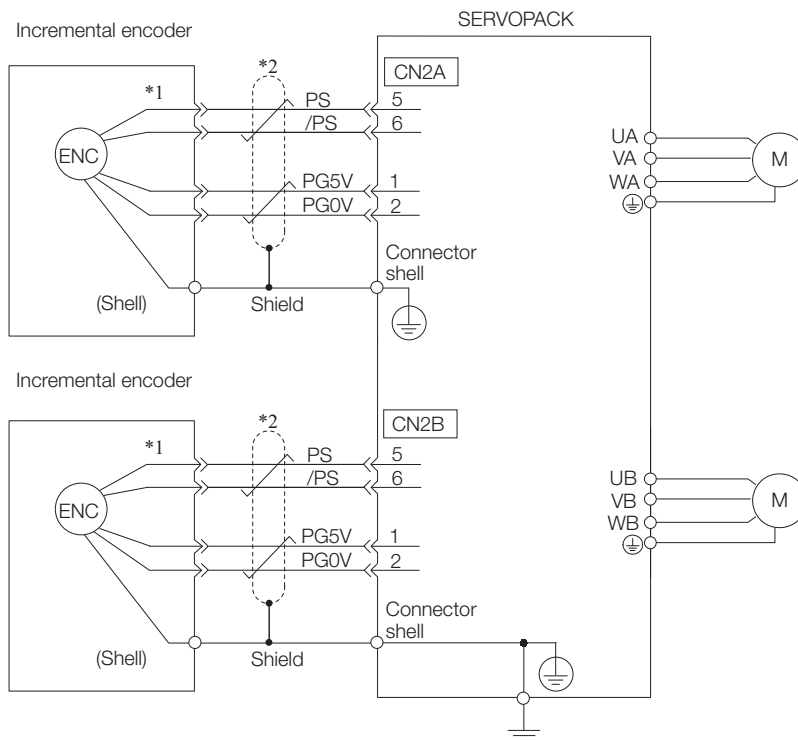 SERVOPACK
Incremental encoder
*1
*2
CN2A
PS
5
/PS
6
ENC
PG5V
1
PG0V
2
Connector
shell
(Shell)
Shield
UA
VA
WA
M
Incremental encoder
*1
*2
CN2B
PS
5
/PS
6
ENC
PG5V
1
PG0V
2
Connector
shell
(Shell)
Shield
UB
VB
WB
M